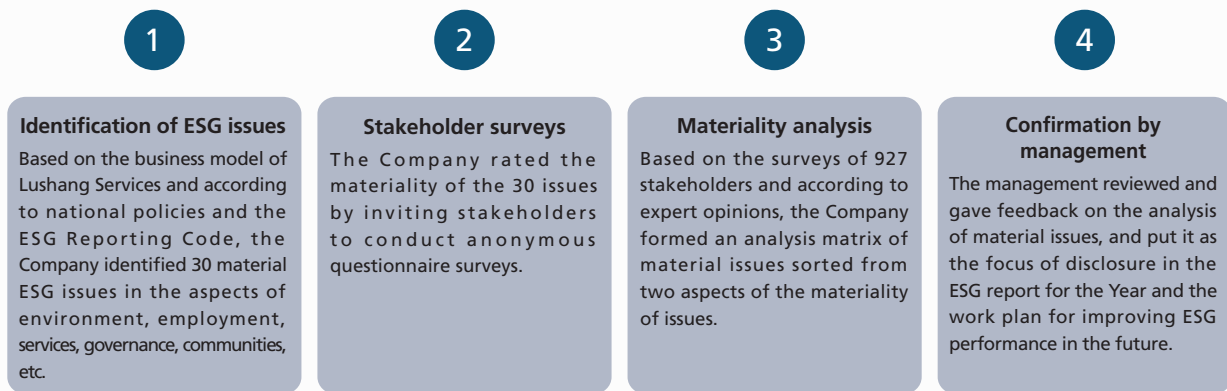 1
Identification of ESG issues
Based on the business model of
Lushang Services and according
to national policies and the
ESG Reporting Code, the
Company identified 30 material
ESG issues in the aspects of
environment, employment,
services, governance, communities,
etc.
2
Stakeholder surveys
The Company rated the
materiality of the 30 issues
by inviting stakeholders
to conduct anonymous
questionnaire surveys.
3
Materiality analysis
Based on the surveys of 927
stakeholders and according to
expert opinions, the Company
formed an analysis matrix of
material issues sorted from
two aspects of the materiality
of issues.
4
Confirmation by
management
The management reviewed and
gave feedback on the analysis
of material issues, and put it as
the focus of disclosure in the
ESG report for the Year and the
work plan for improving ESG
performance in the future.